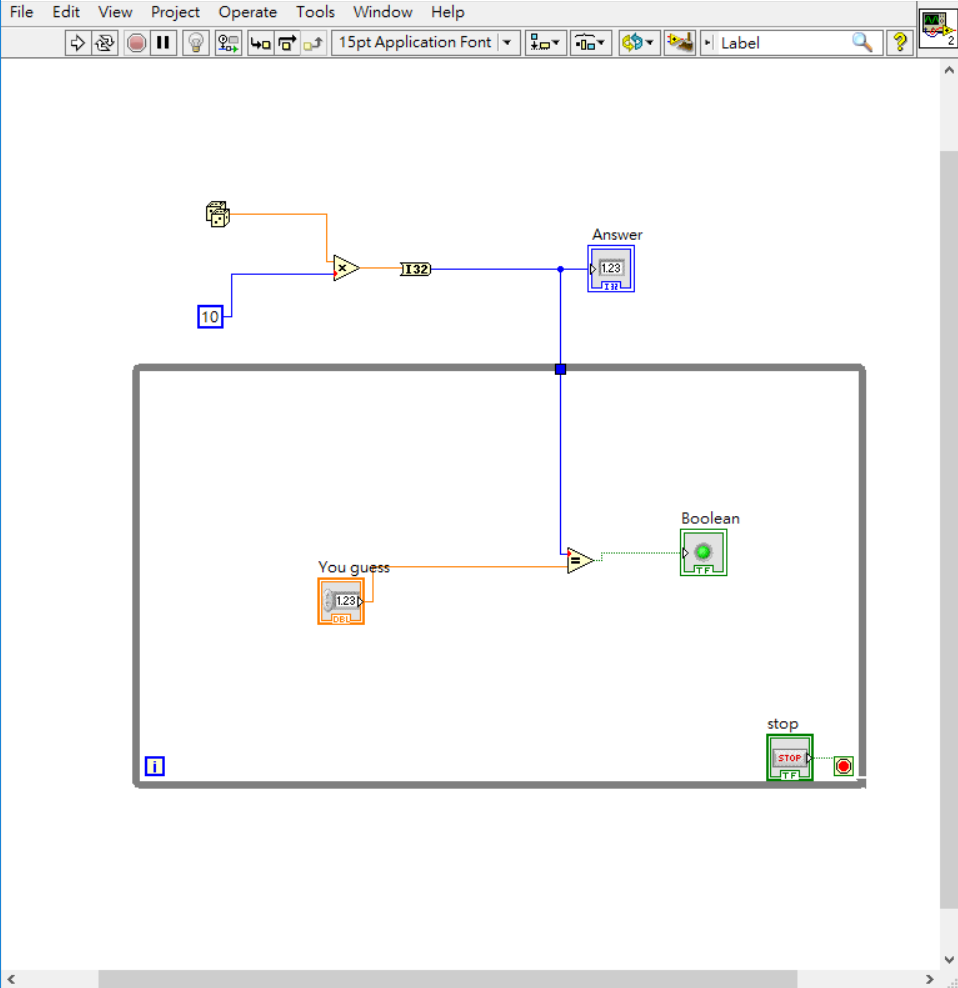 File Edit View Project Operate Tools Window Help
15pt Application Font Label ? 2
Answer
I32
1.23
I32
10
Boolean
TF
You guess
1.23
DBL
stop
STOP
TF
i